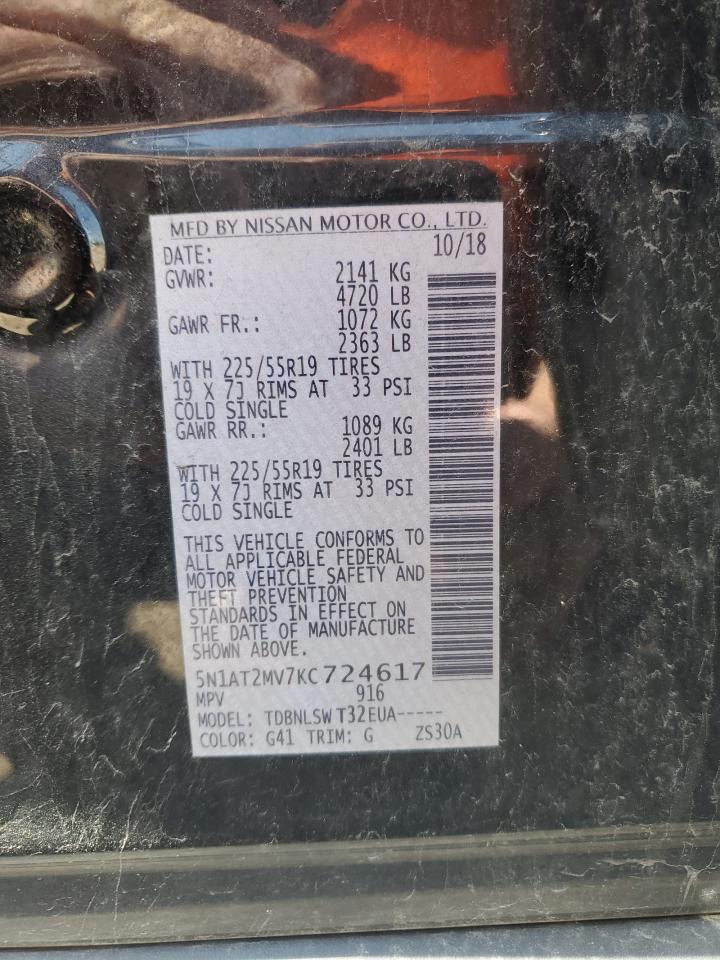 MFD BY NISSAN MOTOR CO., LTD.
DATE: 10/18
GVWR: 2141 KG
4720 LB
GAWR FR.: 1072 KG
2363 LB
WITH 225/55R19 TIRES
19 X 7J RIMS AT 33 PSI
COLD SINGLE
GAWR RR.: 1089 KG
2401 LB
WITH 225/55R19 TIRES
19 X 7J RIMS AT 33 PSI
COLD SINGLE
THIS VEHICLE CONFORMS TO
ALL APPLICABLE FEDERAL
MOTOR VEHICLE SAFETY AND
THEFT PREVENTION
STANDARDS IN EFFECT ON
THE DATE OF MANUFACTURE
SHOWN ABOVE.
5N1AT2MV7KC724617
MPV 916
MODEL: TDBNLSWT32EUA-----
COLOR: G41 TRIM: G ZS30A